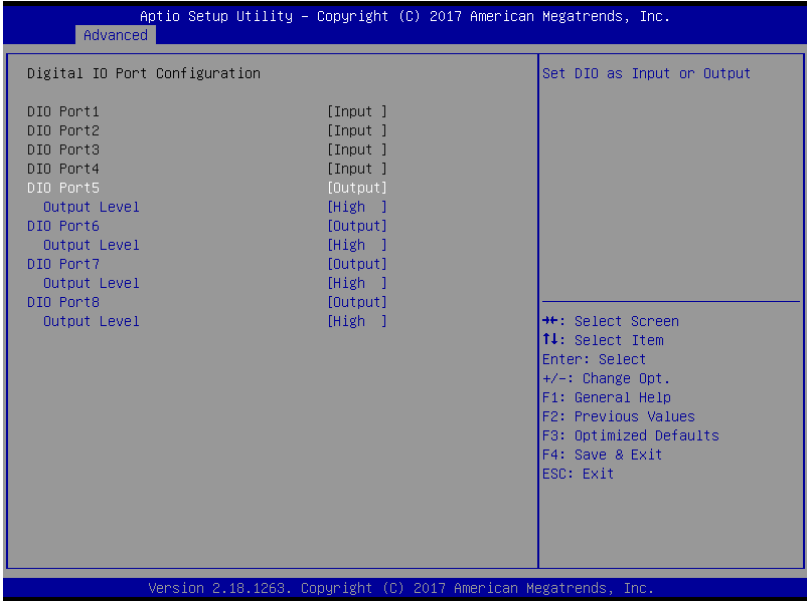 Aptio Setup Utility – Copyright (C) 2017 American Megatrends, Inc.
Advanced
Digital IO Port Configuration
DIO Port1 [Input ]
DIO Port2 [Input ]
DIO Port3 [Input ]
DIO Port4 [Input ]
DIO Port5 [Output]
Output Level [High ]
DIO Port6 [Output]
Output Level [High ]
DIO Port7 [Output]
Output Level [High ]
DIO Port8 [Output]
Output Level [High ]
Set DIO as Input or Output
→←: Select Screen
↑↓: Select Item
Enter: Select
+/-: Change Opt.
F1: General Help
F2: Previous Values
F3: Optimized Defaults
F4: Save & Exit
ESC: Exit
Version 2.18.1263. Copyright (C) 2017 American Megatrends, Inc.